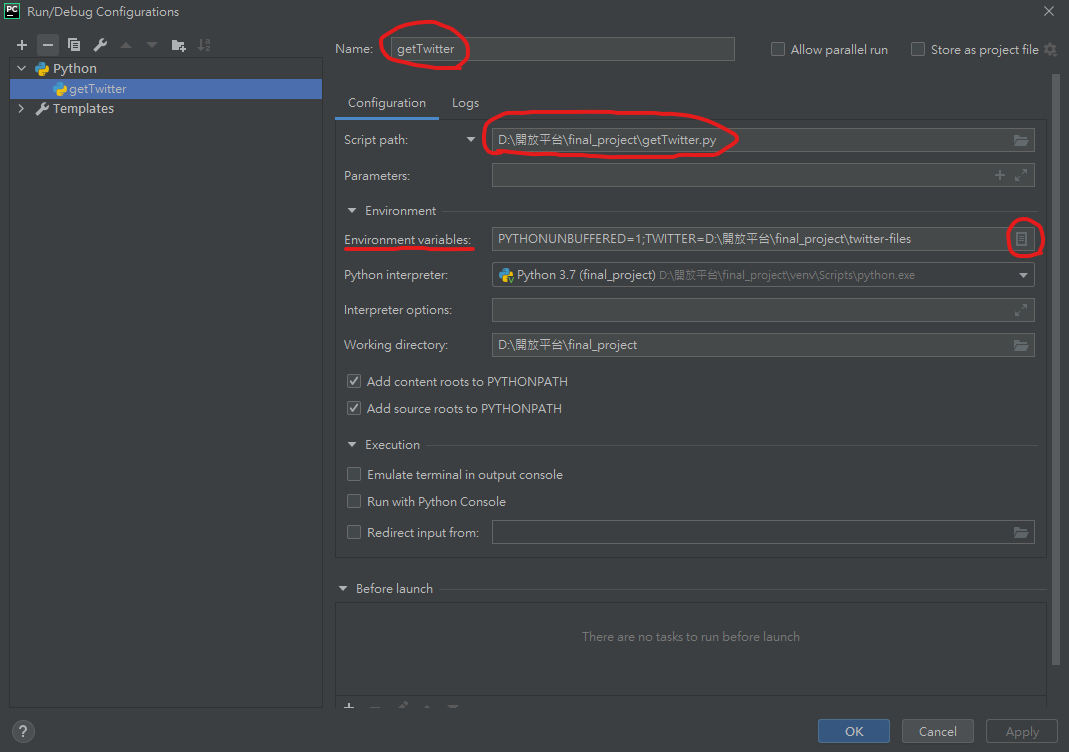 PC Run/Debug Configurations
Python
getTwitter
Templates
Name: getTwitter Allow parallel run Store as project file
Configuration Logs
Script path: D:\開放平台\final_project\getTwitter.py
Parameters:
Environment
Environment variables: PYTHONUNBUFFERED=1;TWITTER=D:\開放平台\final_project\twitter-files
Python interpreter: Python 3.7 (final_project) D:\開放平台\final_project\venv\Scripts\python.exe
Interpreter options:
Working directory: D:\開放平台\final_project
Add content roots to PYTHONPATH
Add source roots to PYTHONPATH
Execution
Emulate terminal in output console
Run with Python Console
Redirect input from:
Before launch
There are no tasks to run before launch
? OK Cancel Apply